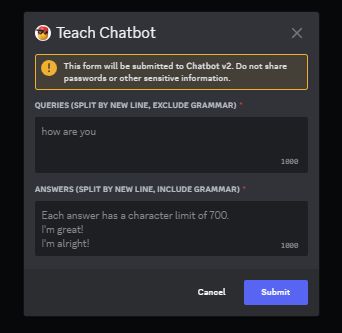 Teach Chatbot
This form will be submitted to Chatbot v2. Do not share
passwords or other sensitive information.
QUERIES (SPLIT BY NEW LINE, EXCLUDE GRAMMAR) *
how are you
1000
ANSWERS (SPLIT BY NEW LINE, INCLUDE GRAMMAR) *
Each answer has a character limit of 700.
I'm great!
I'm alright!
1000
Cancel Submit